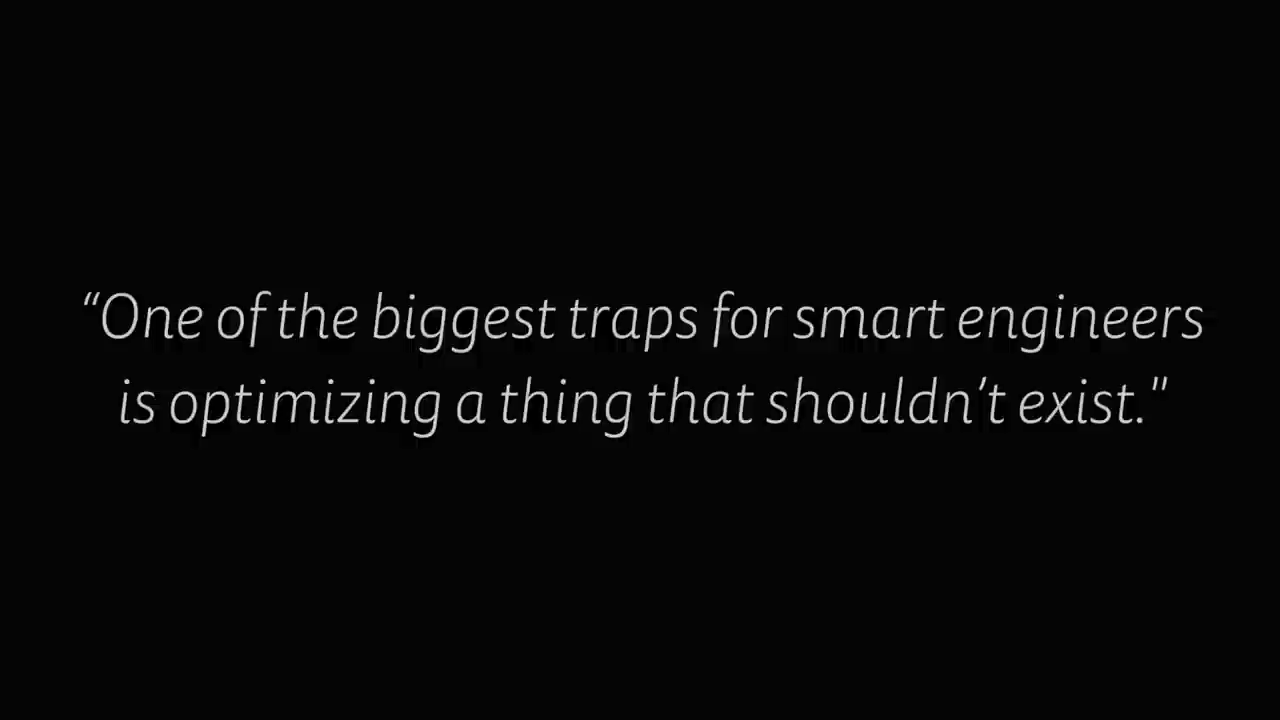 “One of the biggest traps for smart engineers
is optimizing a thing that shouldn’t exist."